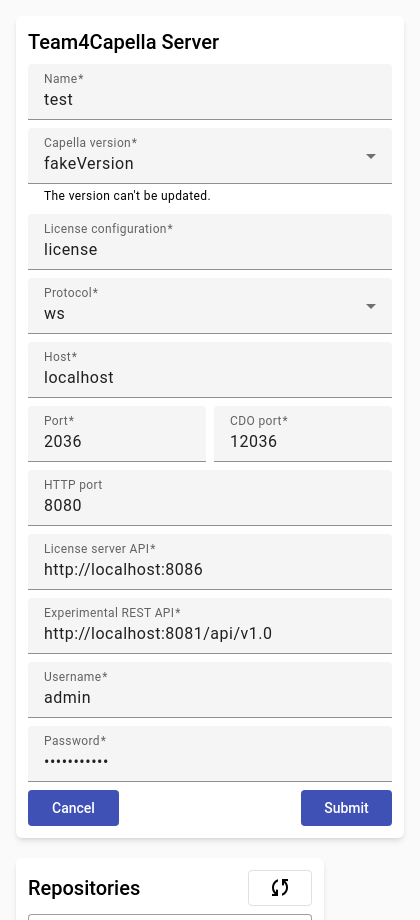 Team4Capella Server
Name*
test
Capella version*
fakeVersion
The version can't be updated.
License configuration*
license
Protocol*
ws
Host*
localhost
Port* CDO port*
2036 12036
HTTP port
8080
License server API*
http://localhost:8086
Experimental REST API*
http://localhost:8081/api/v1.0
Username*
admin
Password*
•••••••••••
Cancel Submit
Repositories